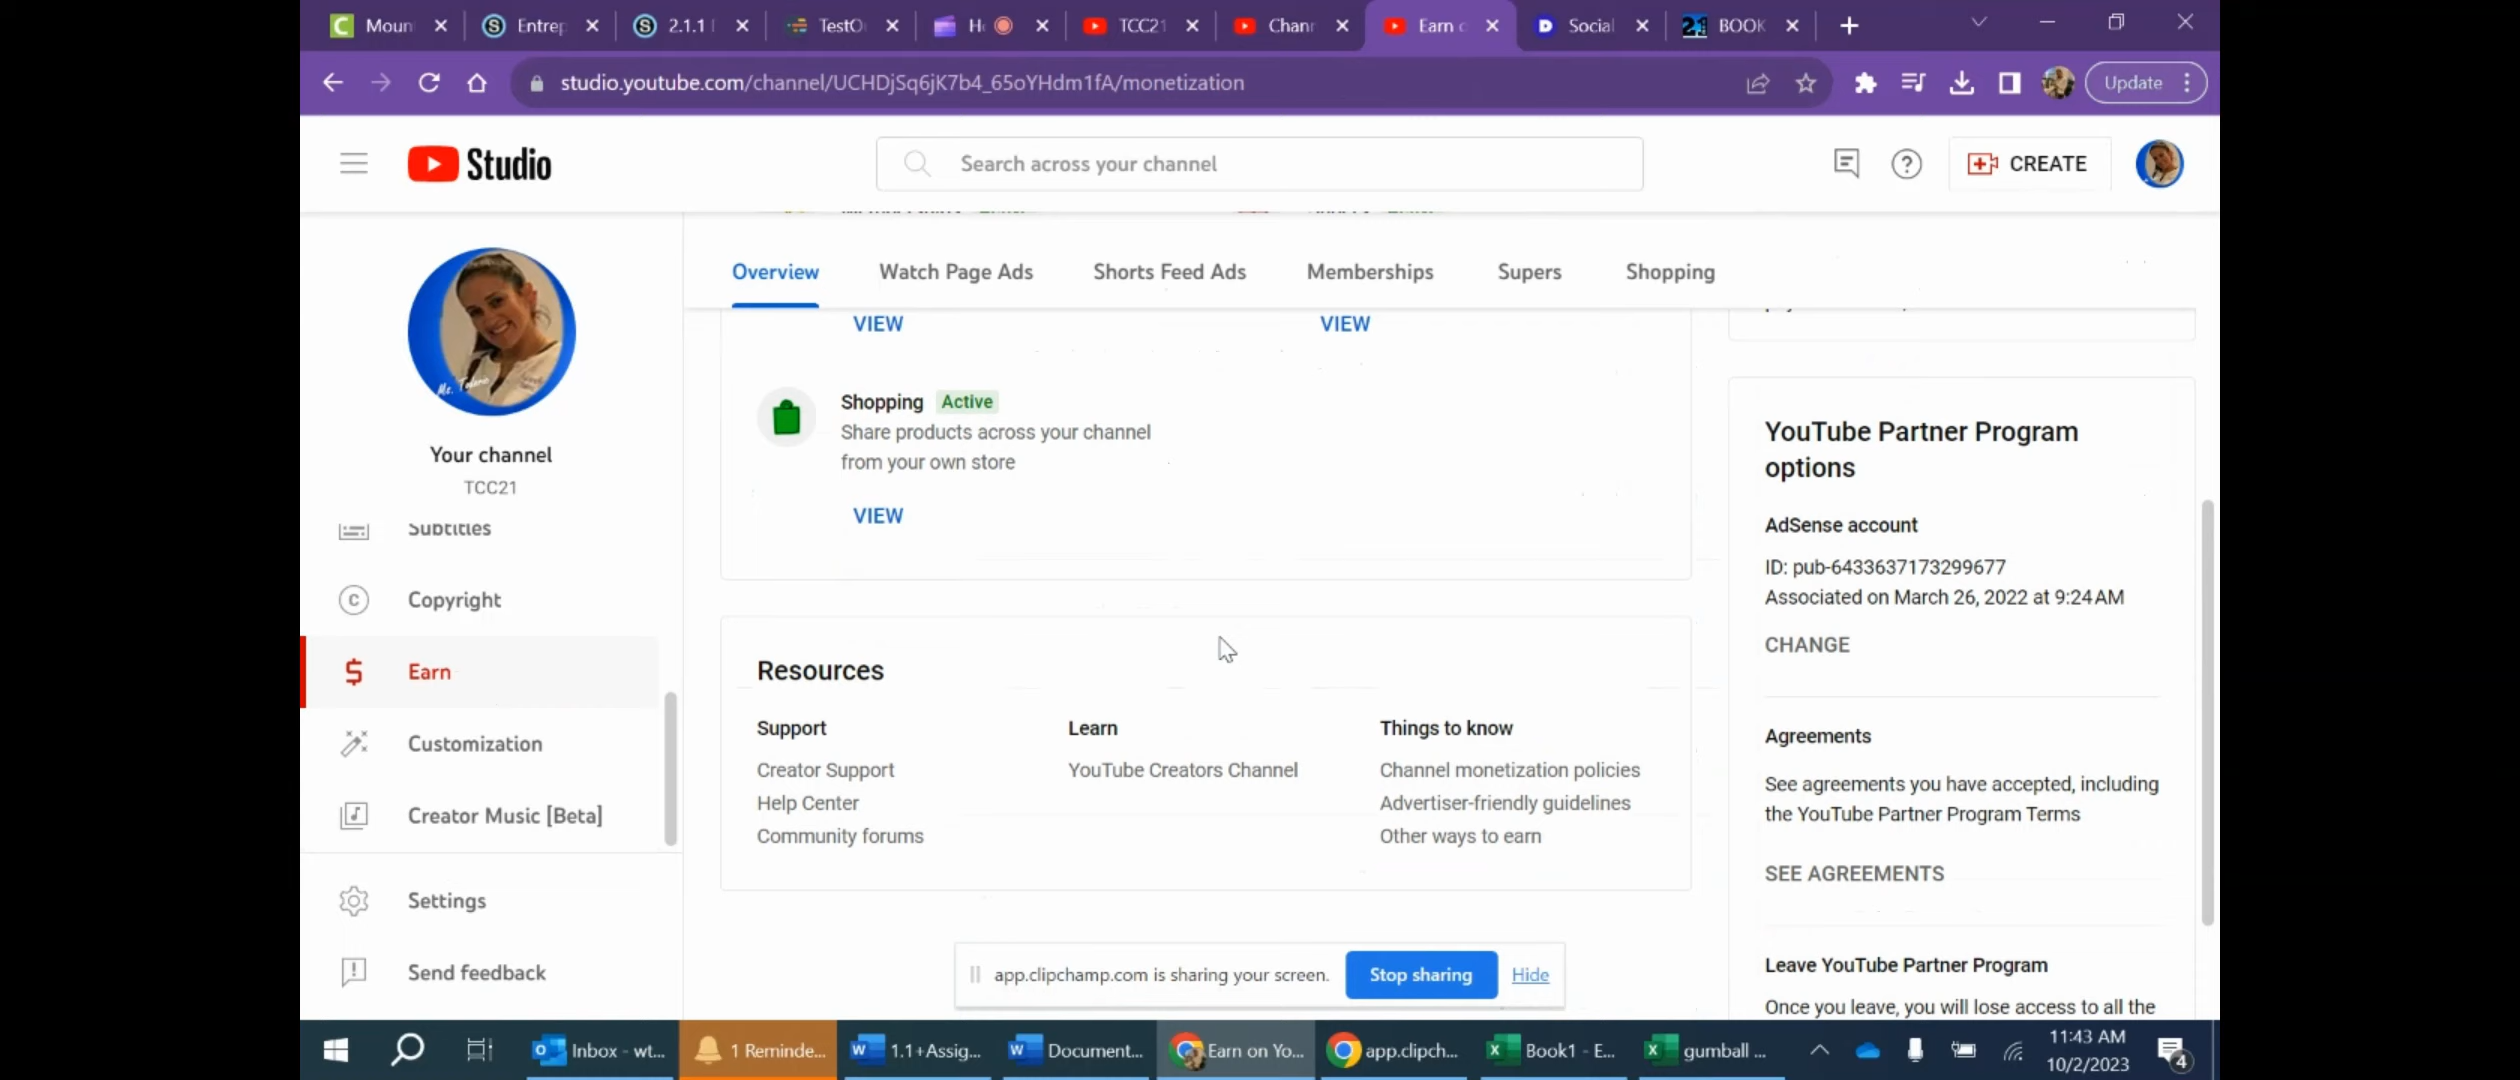 Moun
Entrep
2.1.1
TestO
TCC21
Chann
Earn
Social
BOOK
studio.youtube.com/channel/UCHDjSq6jK7b4_65oYHdm1fA/monetization
Update
Studio
Search across your channel
CREATE
Overview
Watch Page Ads
Shorts Feed Ads
Memberships
Supers
Shopping
Your channel
TCC21
Subtitles
Copyright
Earn
Customization
Creator Music [Beta]
Settings
Send feedback
VIEW
VIEW
Shopping Active
Share products across your channel
from your own store
VIEW
Resources
Support
Creator Support
Help Center
Community forums
Learn
YouTube Creators Channel
Things to know
Channel monetization policies
Advertiser-friendly guidelines
Other ways to earn
YouTube Partner Program
options
AdSense account
ID: pub-6433637173299677
Associated on March 26, 2022 at 9:24 AM
CHANGE
Agreements
See agreements you have accepted, including
the YouTube Partner Program Terms
SEE AGREEMENTS
Leave YouTube Partner Program
Once you leave, you will lose access to all the
app.clipchamp.com is sharing your screen.
Stop sharing
Hide
Inbox - wt...
1 Reminde...
1.1+Assig...
Document...
Earn on Yo...
app.clipch...
Book1 - E...
gumball ...
11:43 AM
10/2/2023
4